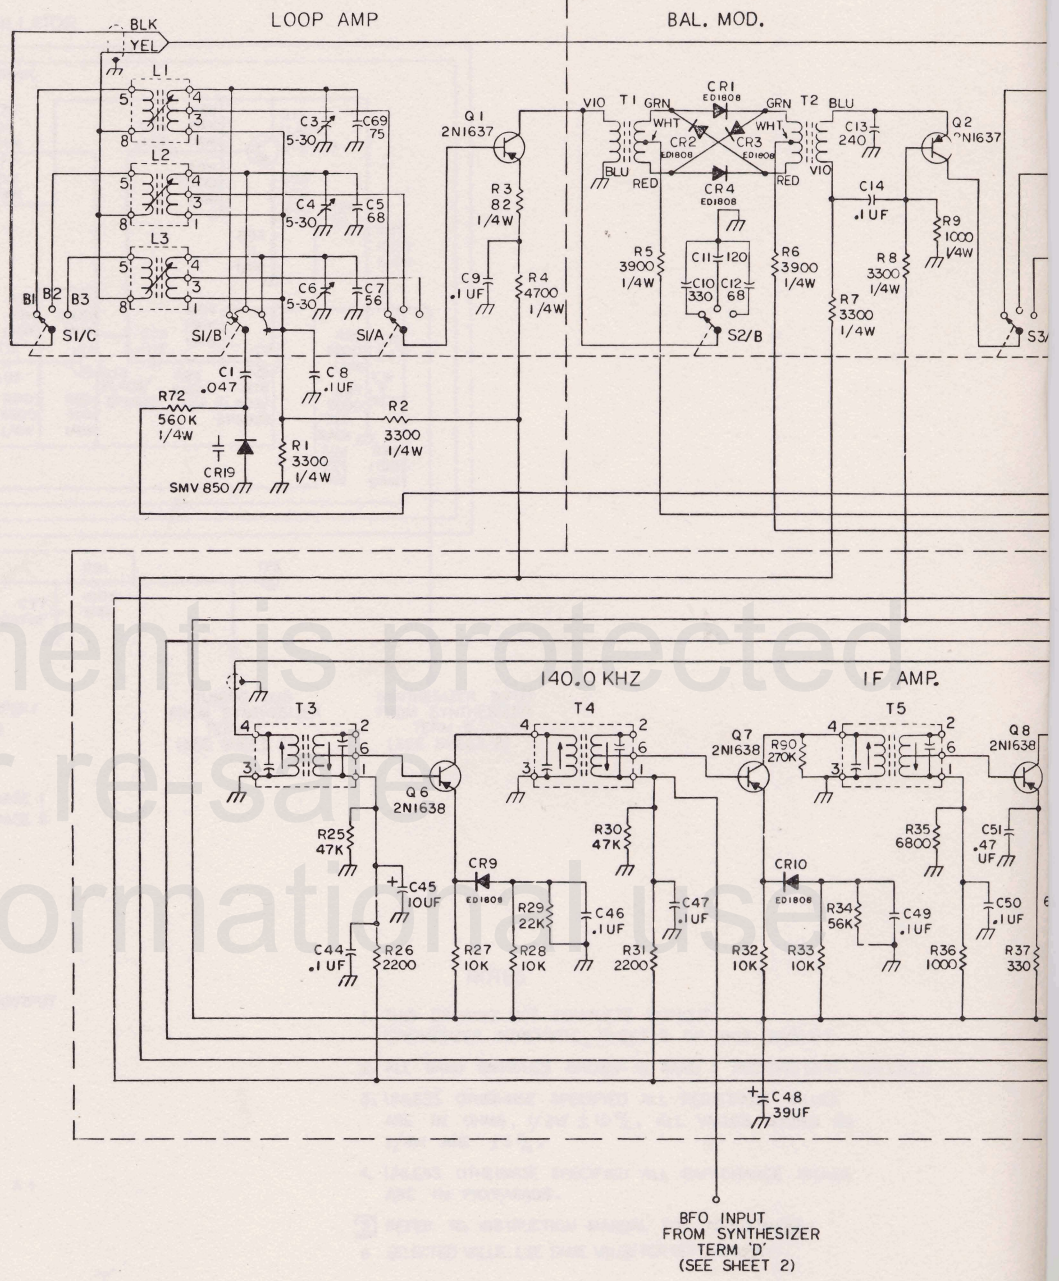 LOOP AMP
BAL. MOD.
BLK
YEL
L1
5
8
4
3
1
C3
5-30
C69
75
L2
5
8
4
3
1
C4
5-30
C5
68
L3
5
8
4
3
1
C6
5-30
C7
56
B1
B2
B3
S1/C
S1/B
S1/A
Q1
2N1637
R3
82
1/4W
C9
.1UF
R4
4700
1/4W
C1
.047
C8
.1UF
R72
560K
1/4W
CR19
SMV 850
R1
3300
1/4W
R2
3300
1/4W
VIO
T1
GRN
WHT
BLU
RED
CR1
ED1808
CR2
ED1808
CR3
ED1808
CR4
ED1808
GRN
T2
BLU
WHT
RED
VIO
C13
240
Q2
2N1637
C14
.1UF
R9
1000
1/4W
R5
3900
1/4W
C11
120
C10
330
C12
68
S2/B
R6
3900
1/4W
R7
3300
1/4W
R8
3300
1/4W
S3/
ment is protected
r re-sale
ormational use
140.0 KHZ
IF AMP.
T3
4
3
2
6
1
Q6
2N1638
R25
47K
C45
10UF
+
C44
.1UF
R26
2200
CR9
ED1808
R27
10K
R28
10K
R29
22K
C46
.1UF
T4
4
3
2
6
1
R30
47K
C47
.1UF
R31
2200
Q7
2N1638
R90
270K
CR10
ED1808
R32
10K
R33
10K
R34
56K
C49
.1UF
T5
4
3
2
6
1
R35
6800
R36
1000
Q8
2N1638
C51
.47
UF
C50
.1UF
R37
330
+
C48
39UF
BFO INPUT
FROM SYNTHESIZER
TERM 'D'
(SEE SHEET 2)